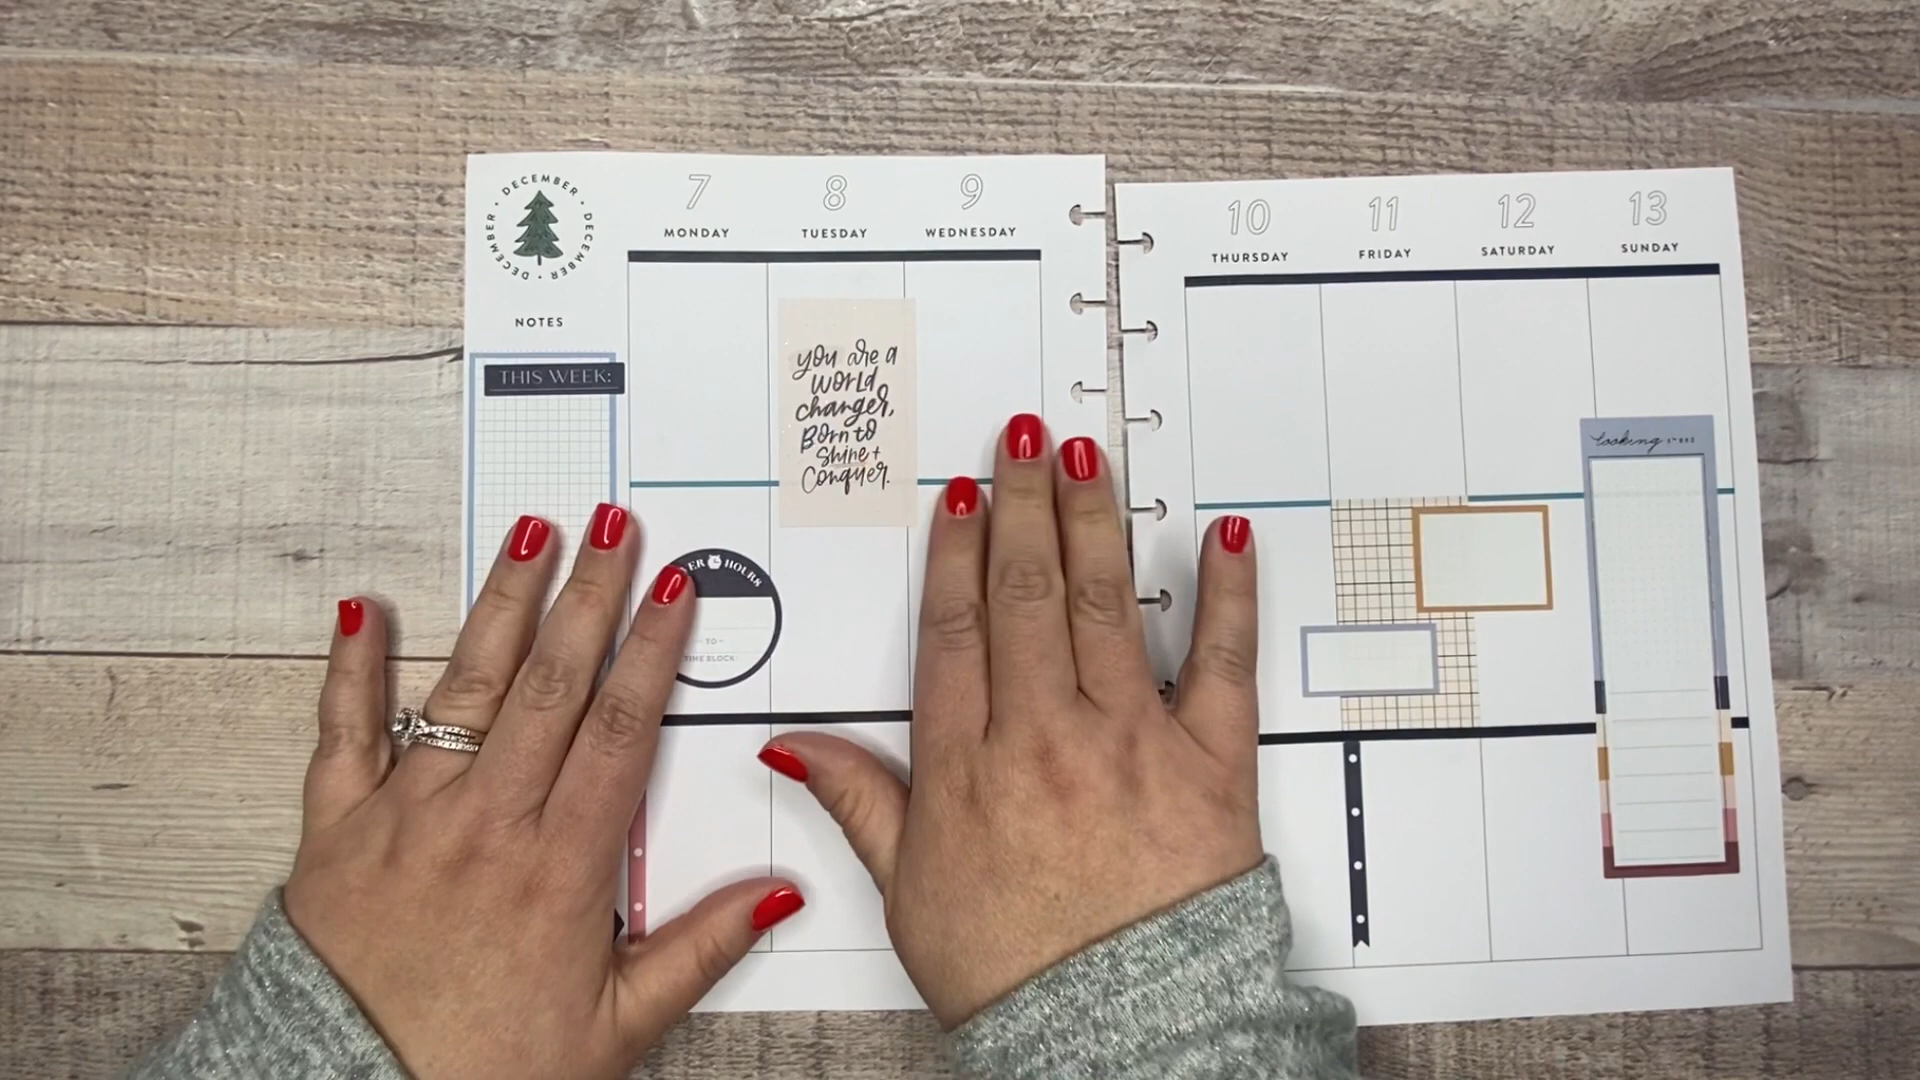 DECEMBER • DECEMBER • DECEMBER • DECEMBER •
7
MONDAY
8
TUESDAY
9
WEDNESDAY
NOTES
THIS WEEK:
you are a
world
changer,
Born to
Shine +
Conquer.
HOURS
- TO -
TIME BLOCK:
10
THURSDAY
11
FRIDAY
12
SATURDAY
13
SUNDAY
looking